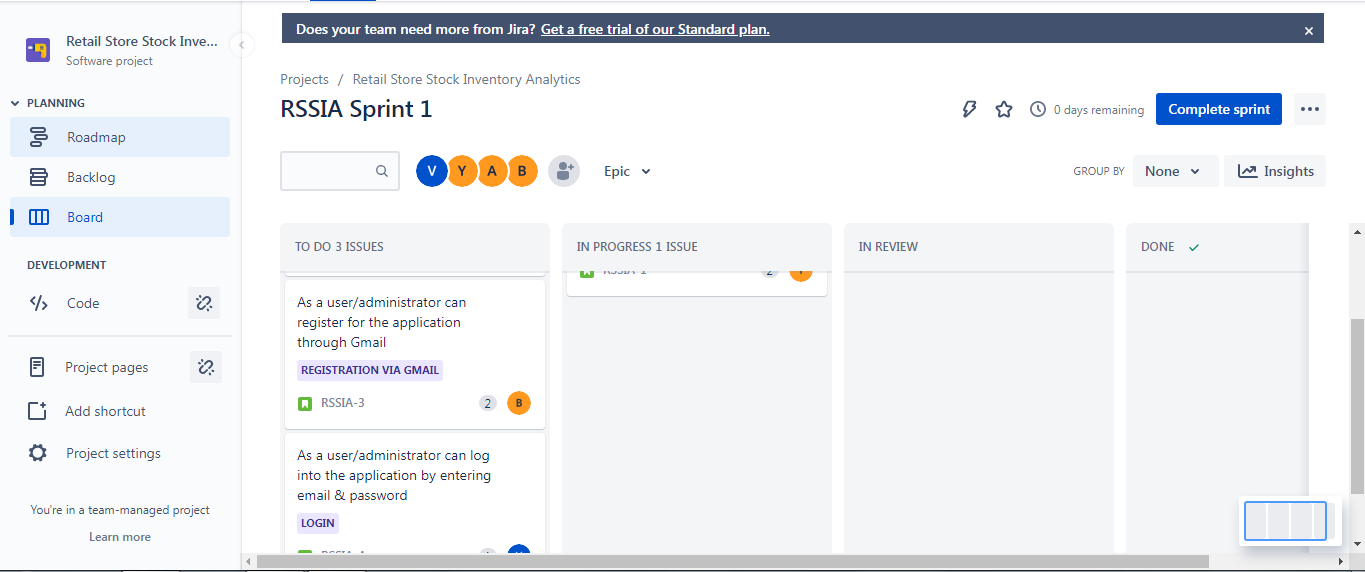 Retail Store Stock Inve...
Software project
PLANNING
Roadmap
Backlog
Board
DEVELOPMENT
Code
Project pages
Add shortcut
Project settings
You're in a team-managed project
Learn more
Does your team need more from Jira? Get a free trial of our Standard plan.
Projects / Retail Store Stock Inventory Analytics
RSSIA Sprint 1
0 days remaining
Complete sprint
V Y A B
Epic
GROUP BY None
Insights
TO DO 3 ISSUES
As a user/administrator can
register for the application
through Gmail
REGISTRATION VIA GMAIL
RSSIA-3 2 B
As a user/administrator can log
into the application by entering
email & password
LOGIN
IN PROGRESS 1 ISSUE
RSSIA-1 2
IN REVIEW
DONE